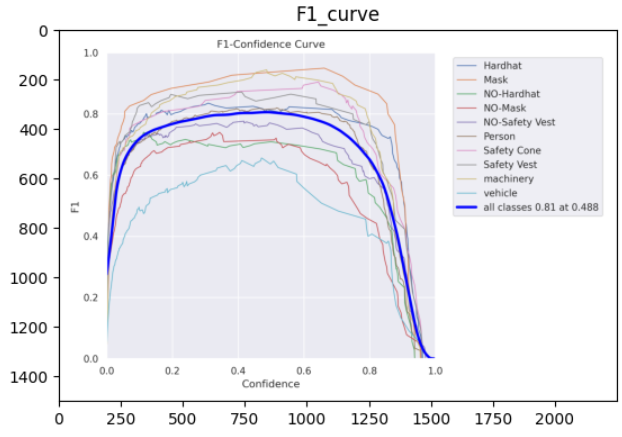 F1_curve
0
200
400
600
800
1000
1200
1400
F1-Confidence Curve
1.0
0.8
0.6
0.4
0.2
0.0
F1
0.0 0.2 0.4 0.6 0.8 1.0
Confidence
Hardhat
Mask
NO-Hardhat
NO-Mask
NO-Safety Vest
Person
Safety Cone
Safety Vest
machinery
vehicle
all classes 0.81 at 0.488
0 250 500 750 1000 1250 1500 1750 2000